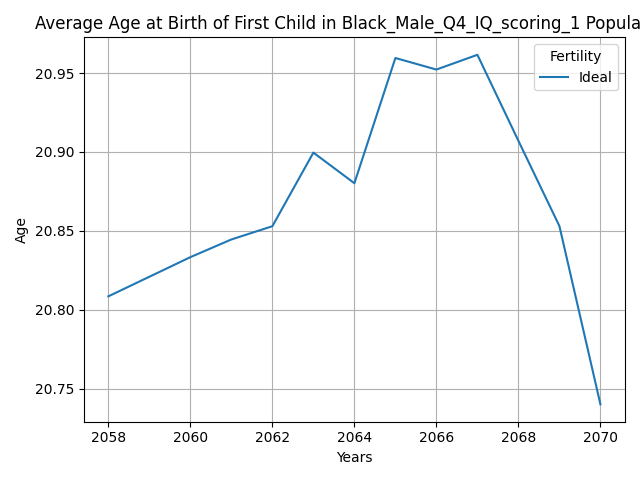 Average Age at Birth of First Child in Black_Male_Q4_IQ_scoring_1 Popula
Fertility
Ideal
20.95
20.90
20.85
20.80
20.75
Age
2058 2060 2062 2064 2066 2068 2070
Years